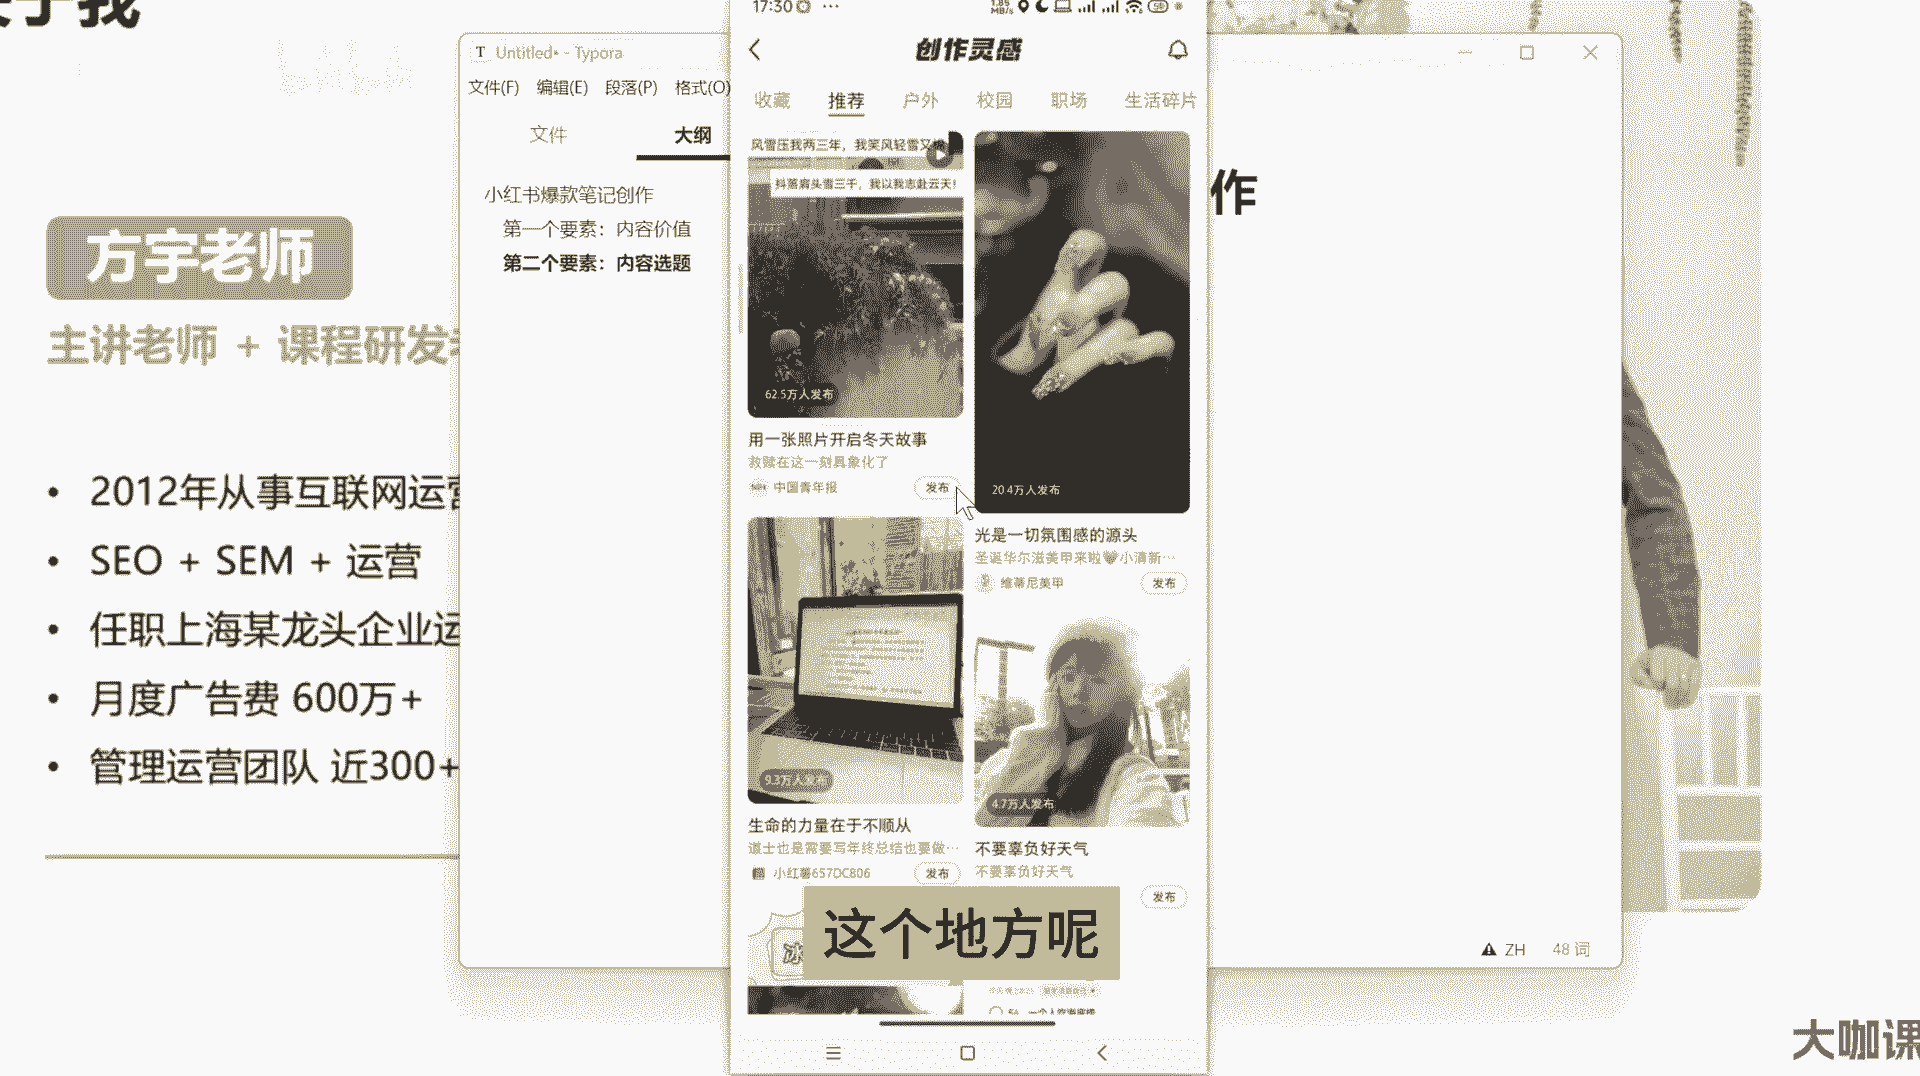 关于我
方宇老师
主讲老师 + 课程研发
2012年从事互联网运营
SEO + SEM + 运营
任职上海某龙头企业运
月度广告费 600万+
管理运营团队 近300+
Untitled• - Typora
文件(F) 编辑(E) 段落(P) 格式(O)
文件 大纲
小红书爆款笔记创作
第一个要素：内容价值
第二个要素：内容选题
作
17:30
创作灵感
收藏 推荐 户外 校园 职场 生活碎片
风雪压我两三年，我笑风轻雪又
抖落肩头雪三千，我以我志赴云天！
62.5万人发布
用一张照片开启冬天故事
救赎在这一刻具象化了
中国青年报 发布
20.4万人发布
光是一切氛围感的源头
圣诞华尔滋美甲来啦🖤小清新…
维蒂尼美甲 发布
9.3万人发布
生命的力量在于不顺从
道士也是需要写年终总结也要做…
小红薯657DC806 发布
4.7万人发布
不要辜负好天气
不要辜负好天气
发布
这个地方呢
ZH 48 词
大咖课